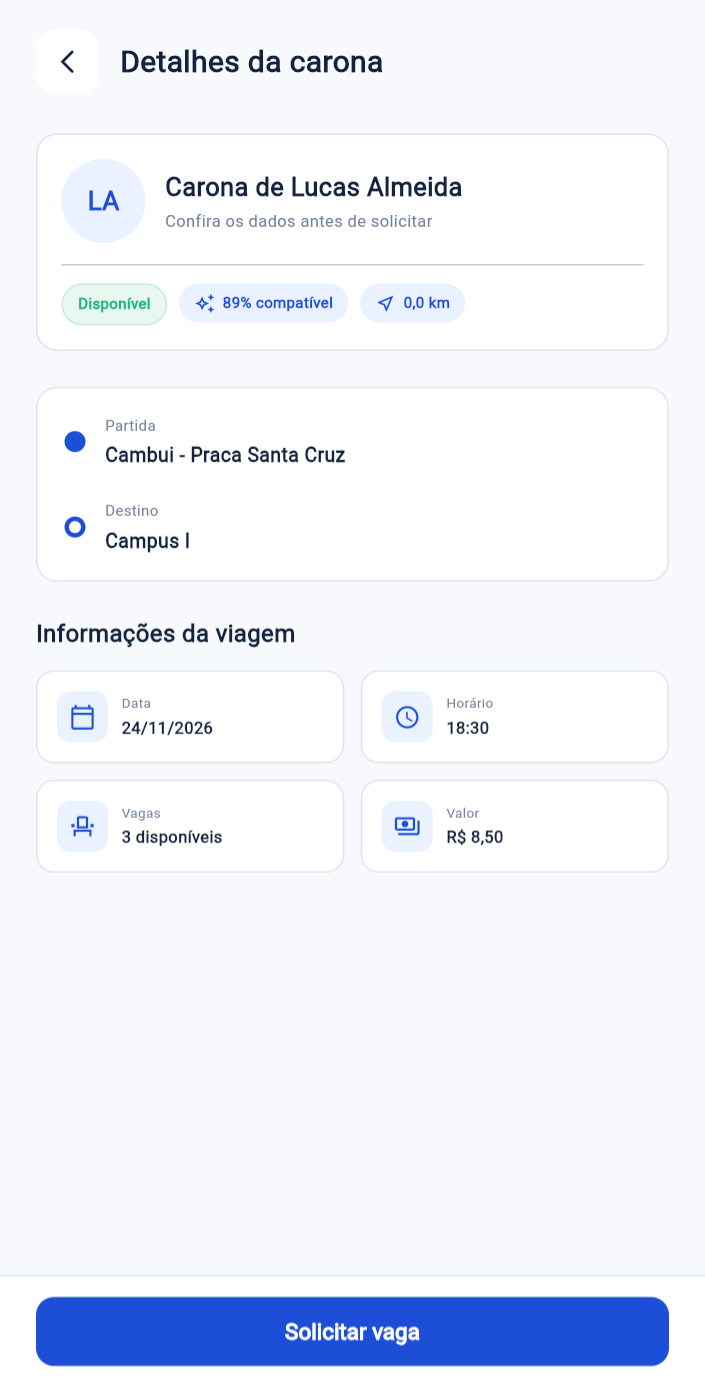 Detalhes da carona
LA
Carona de Lucas Almeida
Confira os dados antes de solicitar
Disponível
89% compatível
0,0 km
Partida
Cambui - Praca Santa Cruz
Destino
Campus I
Informações da viagem
Data
24/11/2026
Horário
18:30
Vagas
3 disponíveis
Valor
R$ 8,50
Solicitar vaga